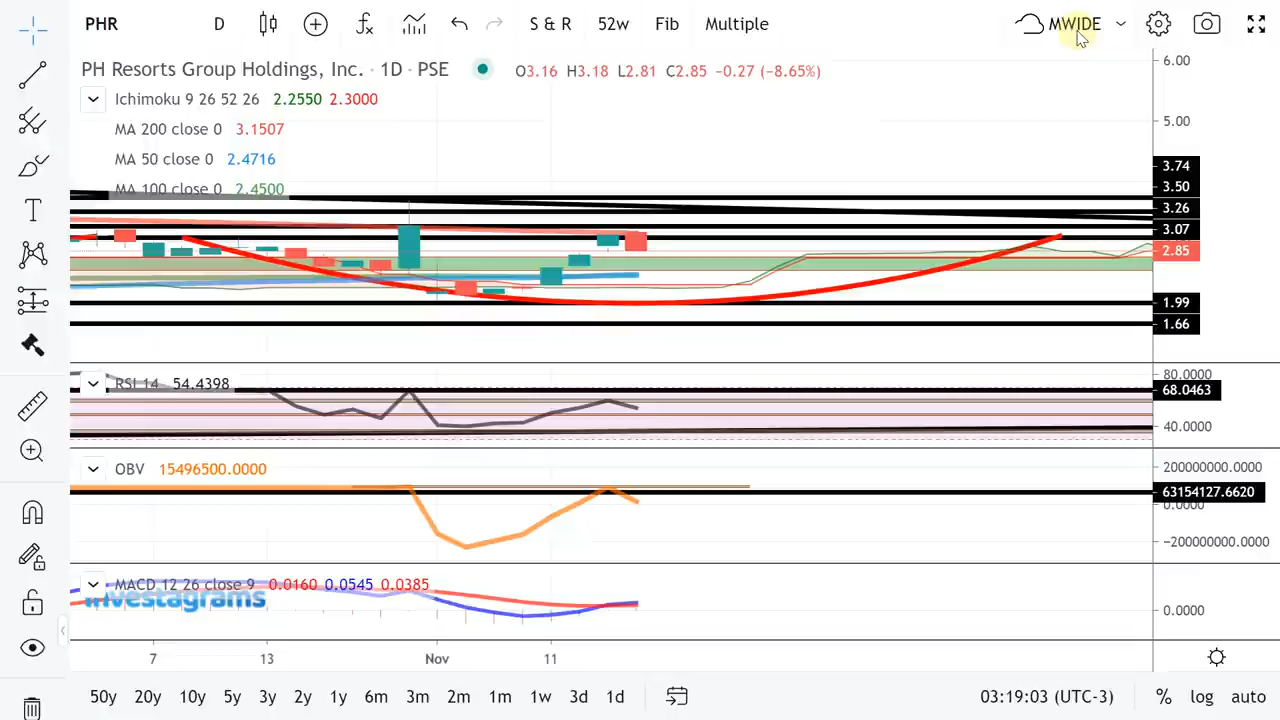 PHR D S & R 52w Fib Multiple MWIDE
PH Resorts Group Holdings, Inc. · 1D · PSE O3.16 H3.18 L2.81 C2.85 −0.27 (−8.65%)
Ichimoku 9 26 52 26 2.2550 2.3000
MA 200 close 0 3.1507
MA 50 close 0 2.4716
MA 100 close 0 2.4500
6.00
5.00
3.74
3.50
3.26
3.07
2.85
1.99
1.66
RSI 14 54.4398
80.0000
68.0463
40.0000
OBV 15496500.0000
200000000.0000
63154127.6620
0.0000
−200000000.0000
MACD 12 26 close 9 0.0160 0.0545 0.0385
investagrams
0.0000
7 13 Nov 11
50y 20y 10y 5y 3y 2y 1y 6m 3m 2m 1m 1w 3d 1d 03:19:03 (UTC-3) % log auto